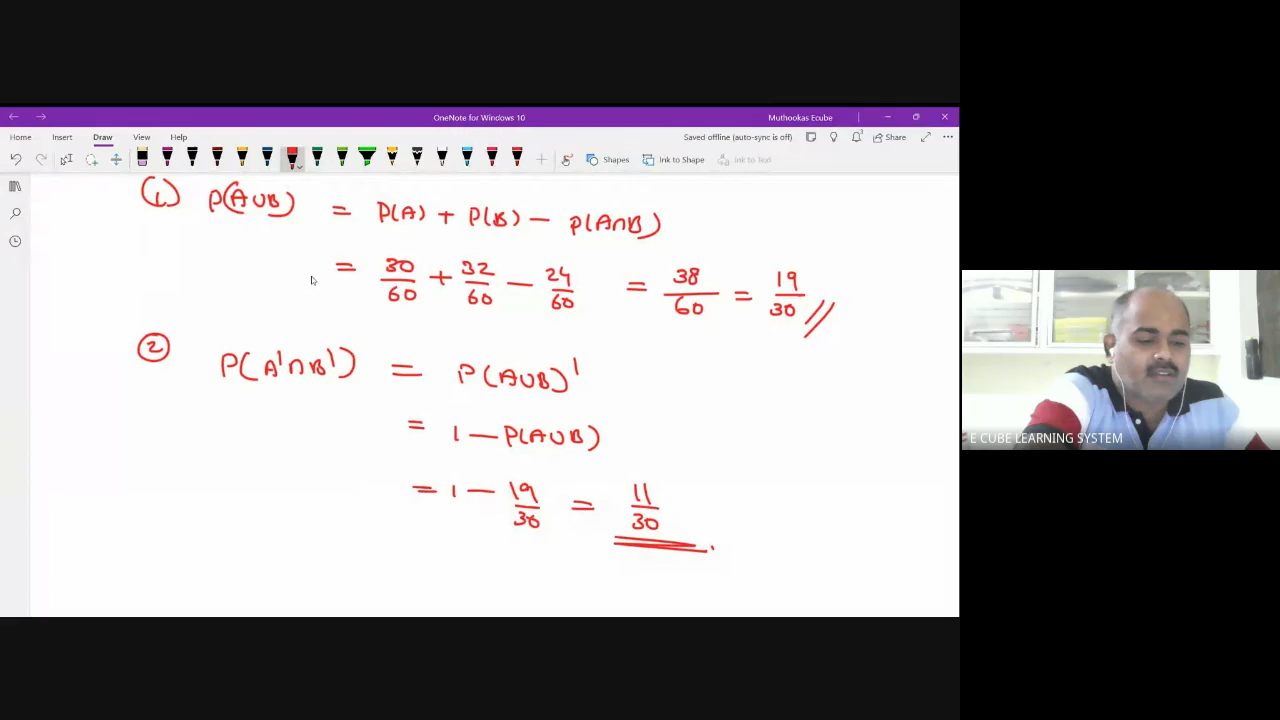 OneNote for Windows 10
Muthookas Ecube
Home Insert Draw View Help
Saved offline (auto-sync is off)
Share
Shapes
Ink to Shape
Ink to Text
(1) P(A∪B) = P(A) + P(B) − P(A∩B)
= 30/60 + 32/60 − 24/60 = 38/60 = 19/30 //
② P(A'∩B') = P(A∪B)'
= 1 − P(A∪B)
= 1 − 19/30 = 11/30
E CUBE LEARNING SYSTEM